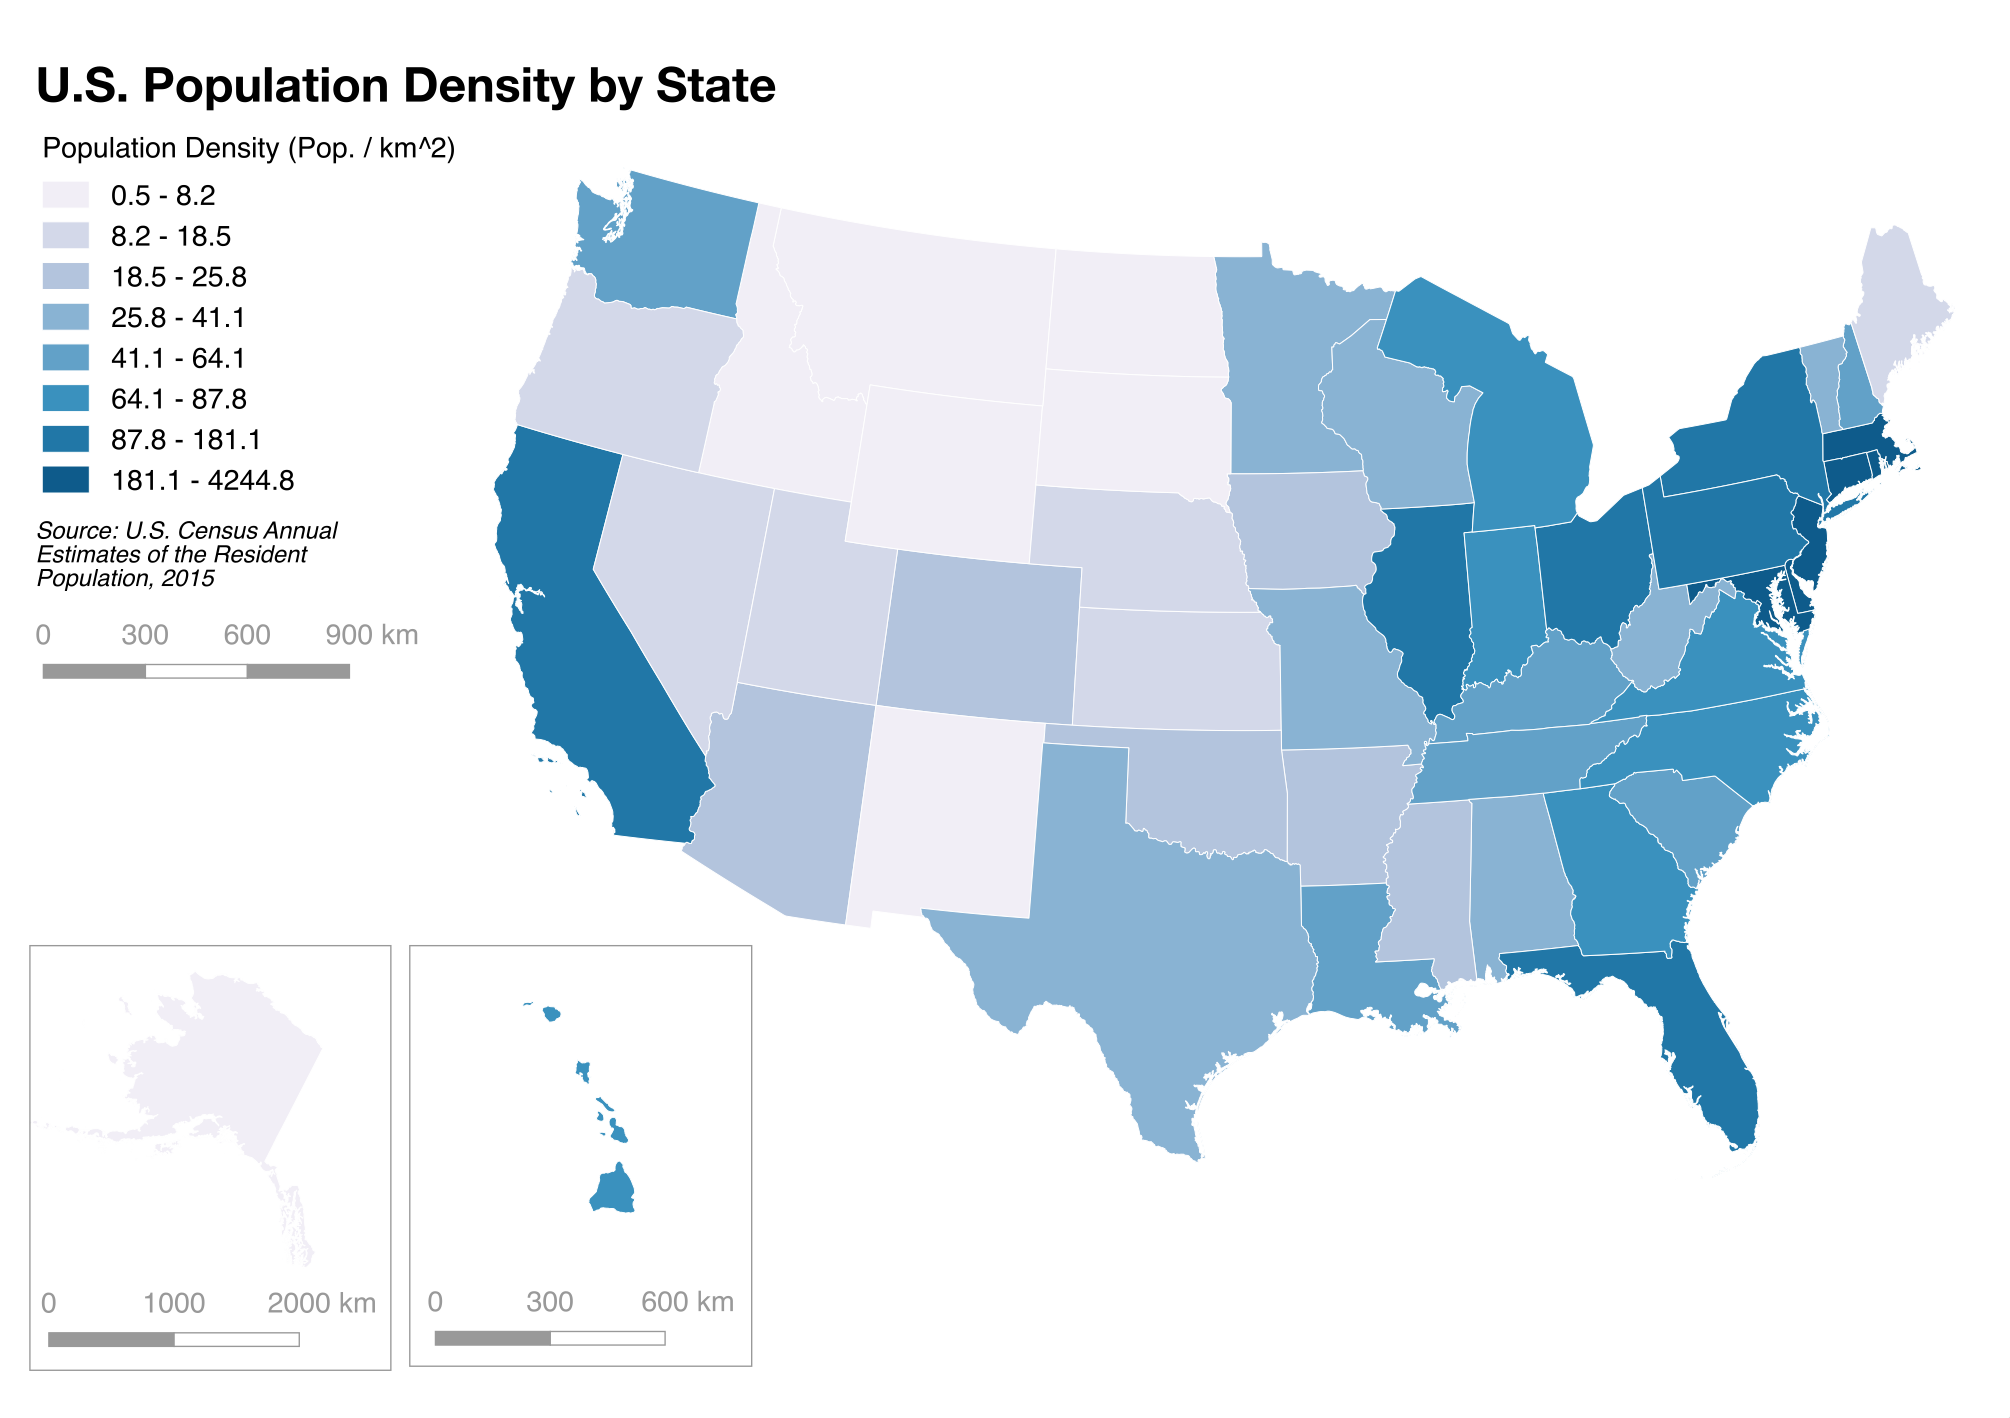 U.S. Population Density by State
Population Density (Pop. / km^2)
0.5 - 8.2
8.2 - 18.5
18.5 - 25.8
25.8 - 41.1
41.1 - 64.1
64.1 - 87.8
87.8 - 181.1
181.1 - 4244.8
Source: U.S. Census Annual
Estimates of the Resident
Population, 2015
0 300 600 900 km
0 1000 2000 km
0 300 600 km